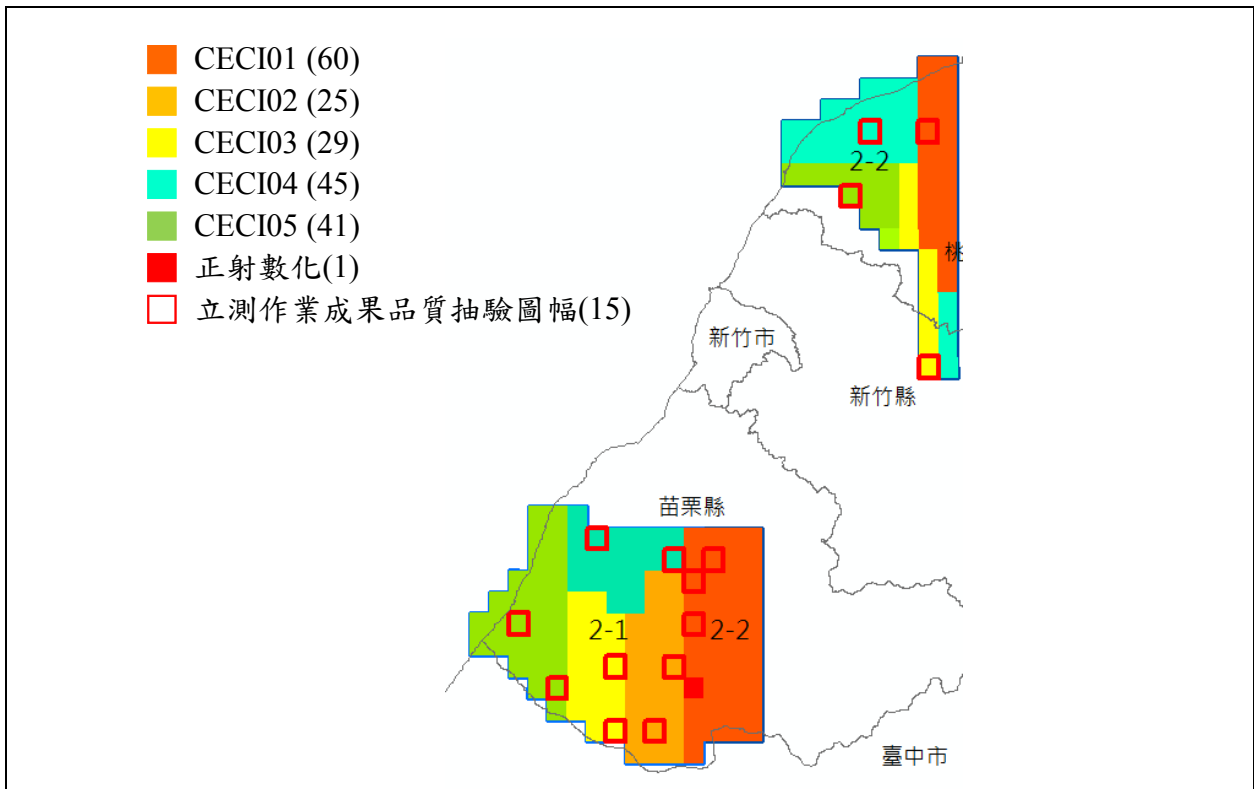 CECI01 (60)
CECI02 (25)
CECI03 (29)
CECI04 (45)
CECI05 (41)
正射數化(1)
立測作業成果品質抽驗圖幅(15)
2-2
桃
新竹市
新竹縣
苗栗縣
2-1
2-2
臺中市